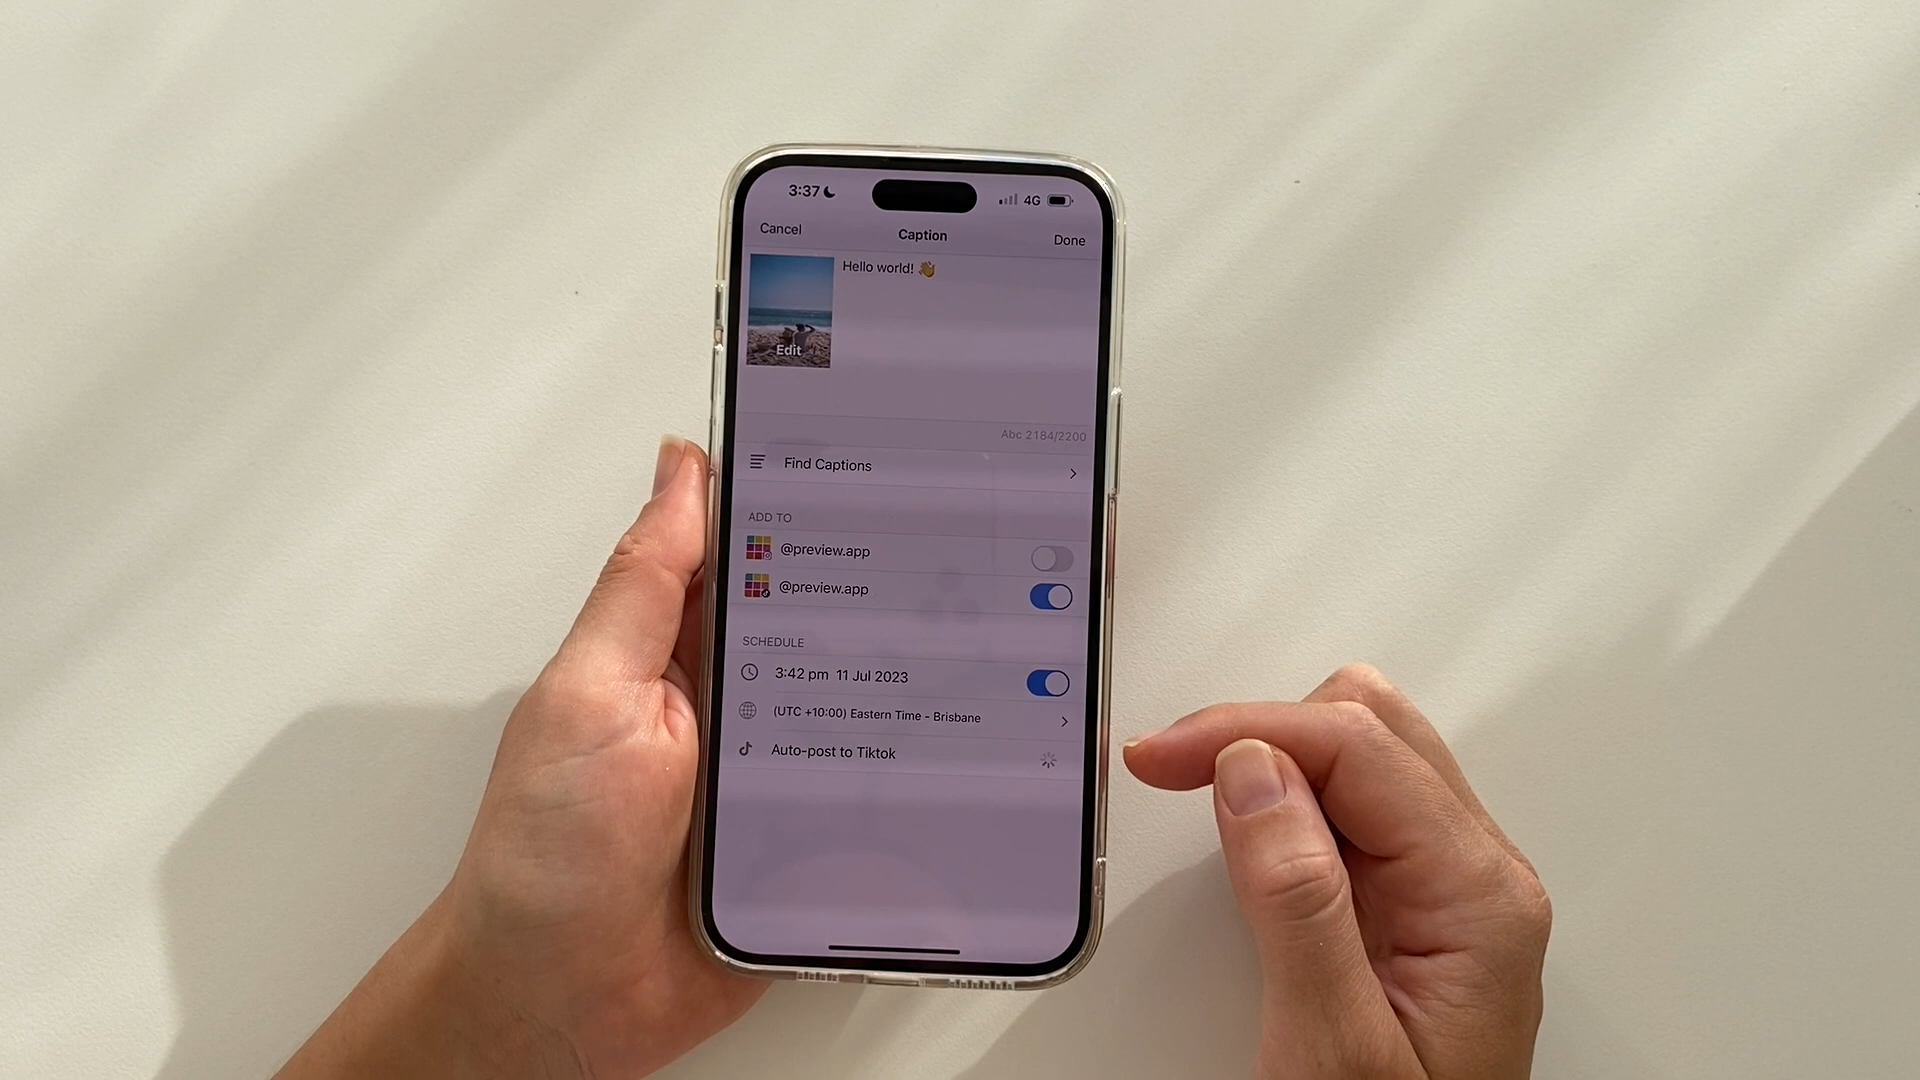 3:37 4G
Cancel Caption Done
Hello world! 👋
Edit
Abc 2184/2200
Find Captions
ADD TO
@preview.app
@preview.app
SCHEDULE
3:42 pm 11 Jul 2023
(UTC +10:00) Eastern Time - Brisbane
Auto-post to Tiktok